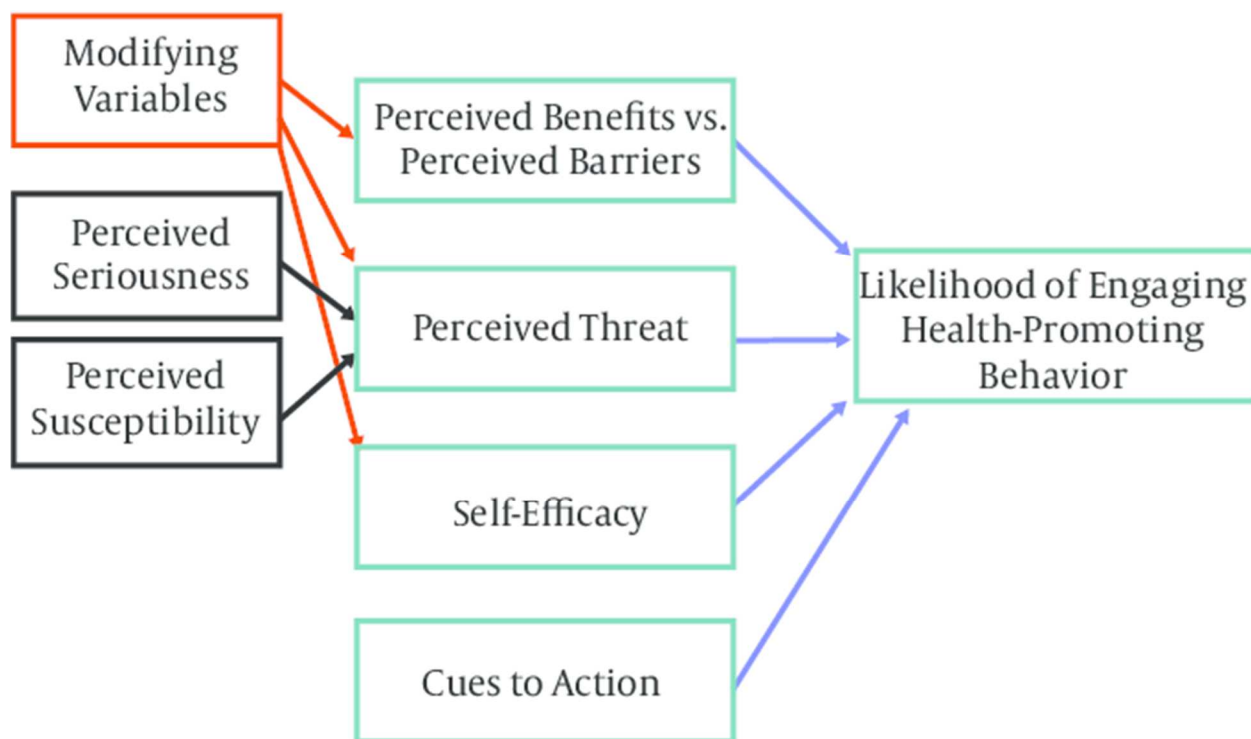 Modifying
Variables
Perceived Benefits vs.
Perceived Barriers
Perceived
Seriousness
Perceived Threat
Likelihood of Engaging
Health-Promoting
Behavior
Perceived
Susceptibility
Self-Efficacy
Cues to Action